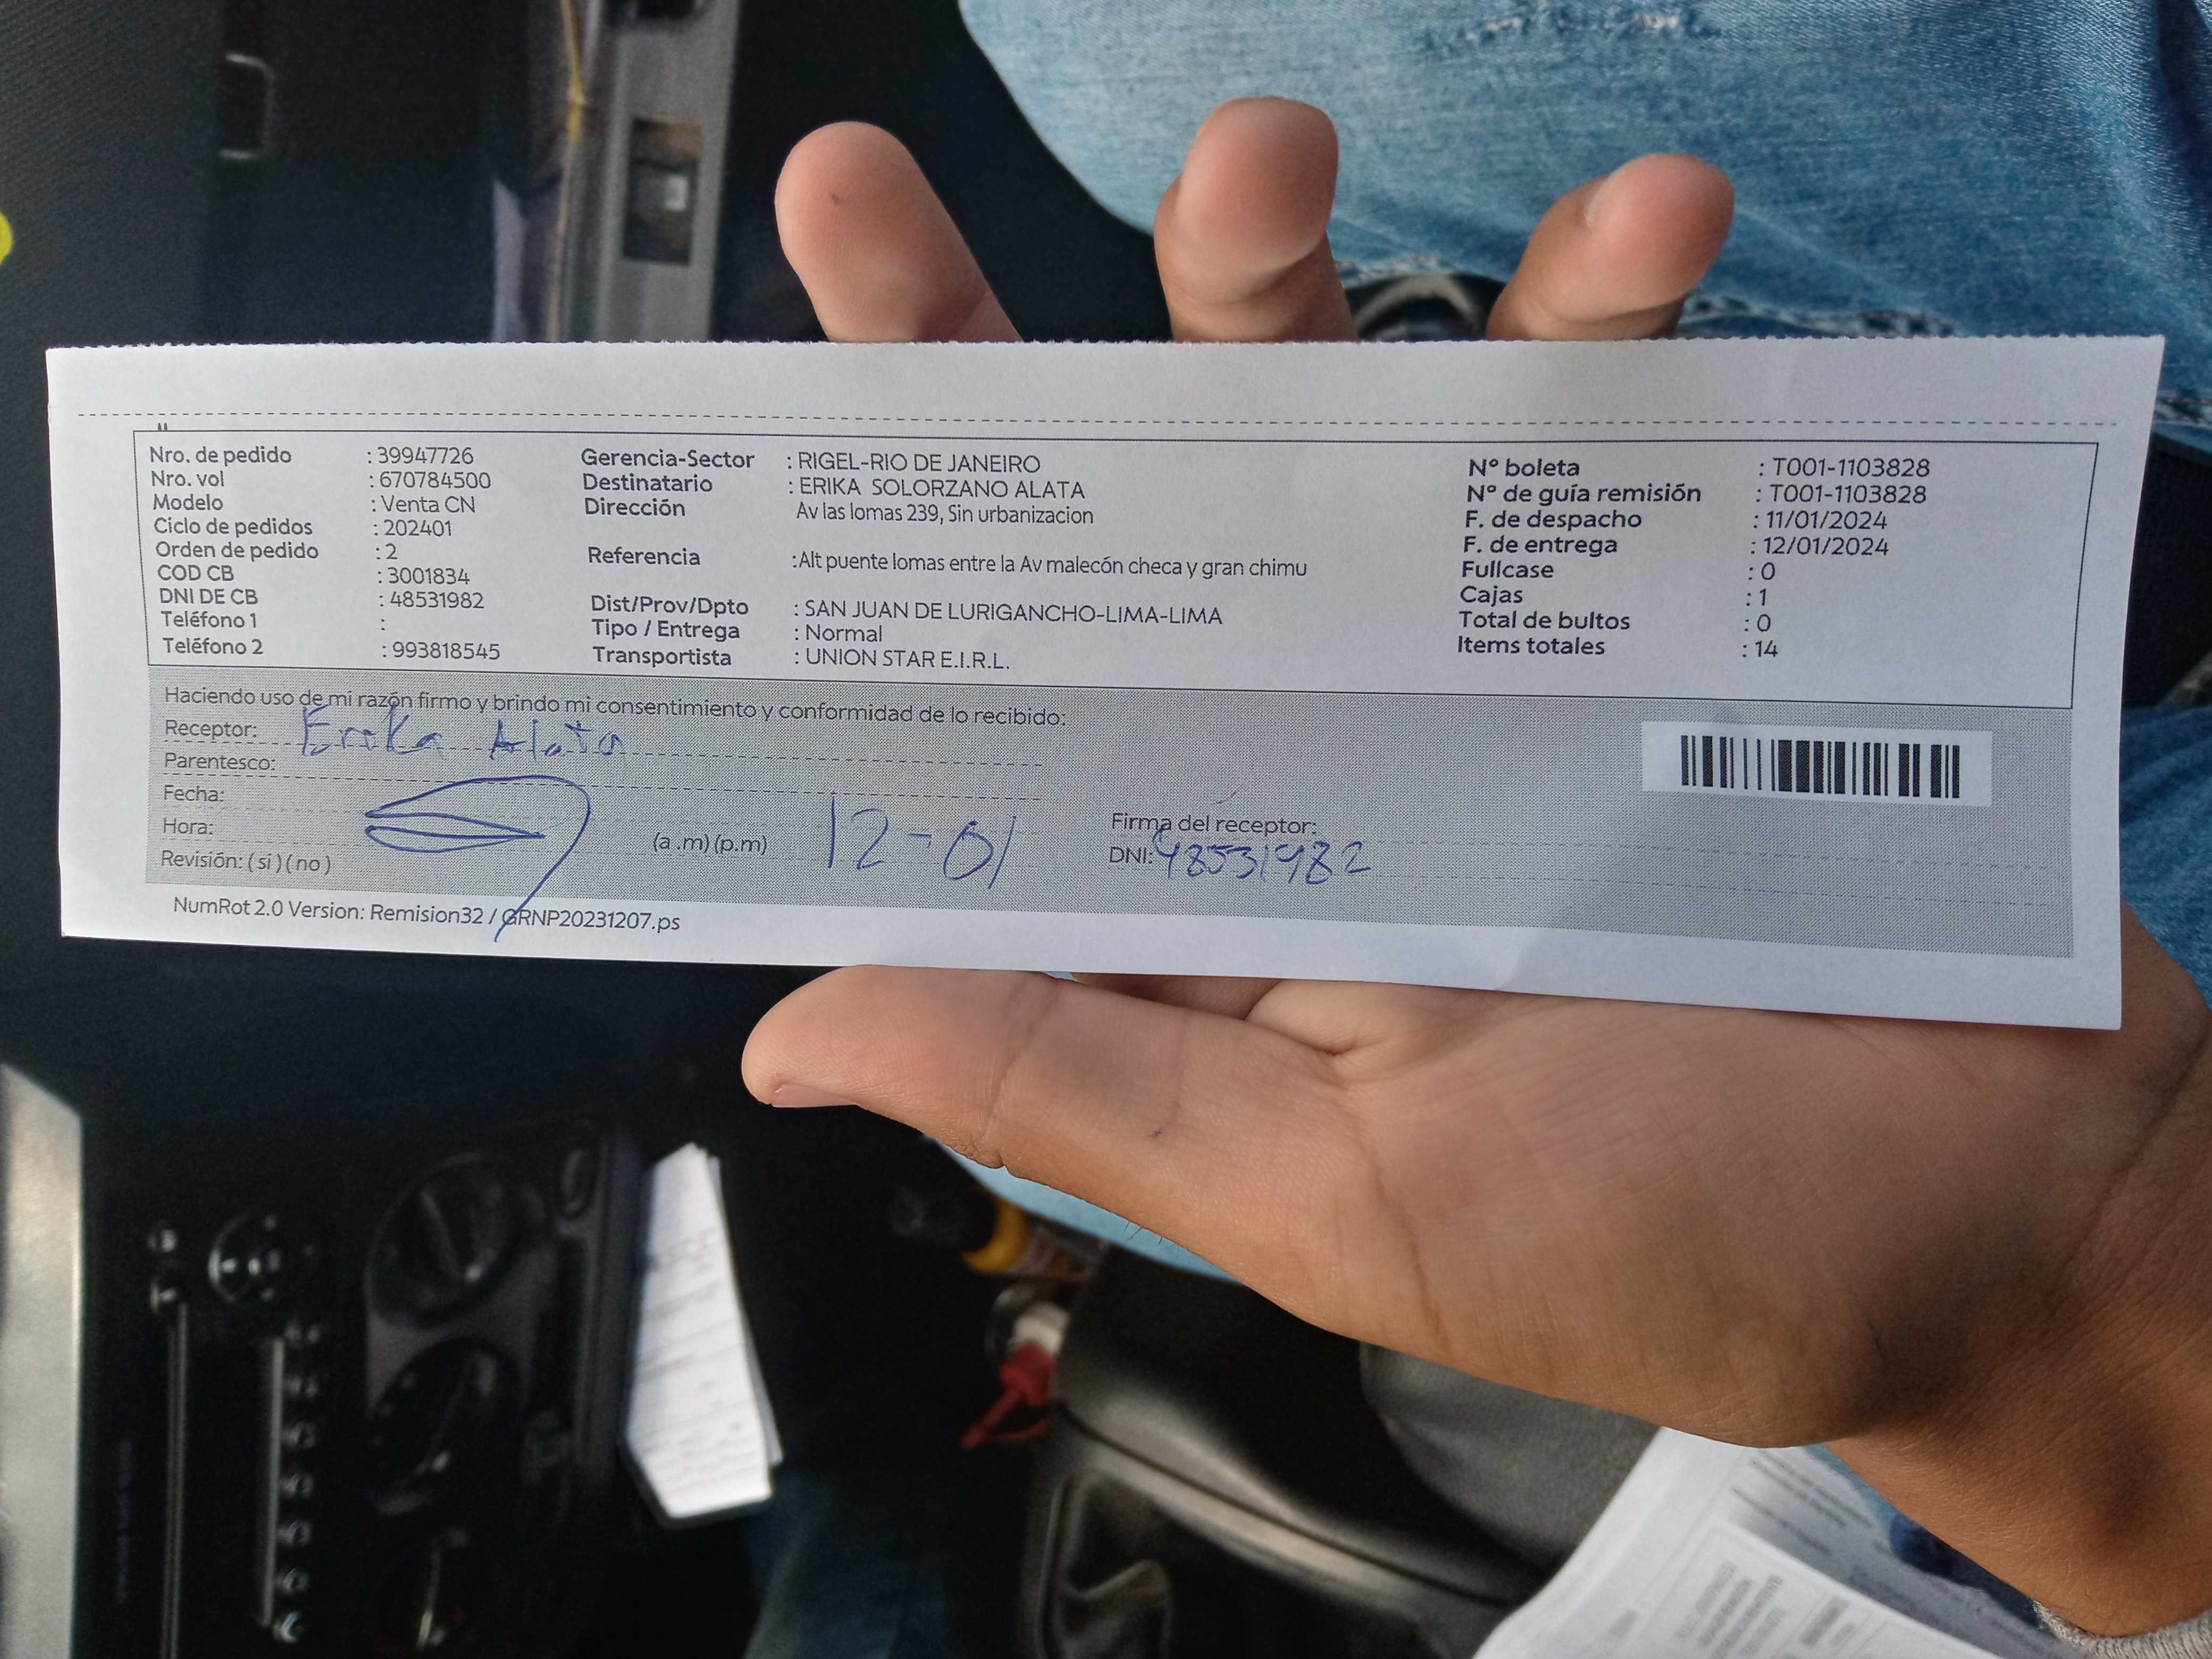 Nro. de pedido : 39947726
Nro. vol : 670784500
Modelo : Venta CN
Ciclo de pedidos : 202401
Orden de pedido : 2
COD CB : 3001834
DNI DE CB : 48531982
Teléfono 1 :
Teléfono 2 : 993818545
Gerencia-Sector : RIGEL-RIO DE JANEIRO
Destinatario : ERIKA SOLORZANO ALATA
Dirección Av las lomas 239, Sin urbanizacion
Referencia :Alt puente lomas entre la Av malecón checa y gran chimu
Dist/Prov/Dpto : SAN JUAN DE LURIGANCHO-LIMA-LIMA
Tipo / Entrega : Normal
Transportista : UNION STAR E.I.R.L.
N° boleta : T001-1103828
N° de guía remisión : T001-1103828
F. de despacho : 11/01/2024
F. de entrega : 12/01/2024
Fullcase : 0
Cajas : 1
Total de bultos : 0
Items totales : 14
Haciendo uso de mi razón firmo y brindo mi consentimiento y conformidad de lo recibido:
Receptor: Erika Alata
Parentesco:
Fecha:
Hora: (a .m) (p.m) 12-01
Revisión: ( si ) ( no )
Firma del receptor:
DNI: 48531982
NumRot 2.0 Version: Remision32 / GRNP20231207.ps